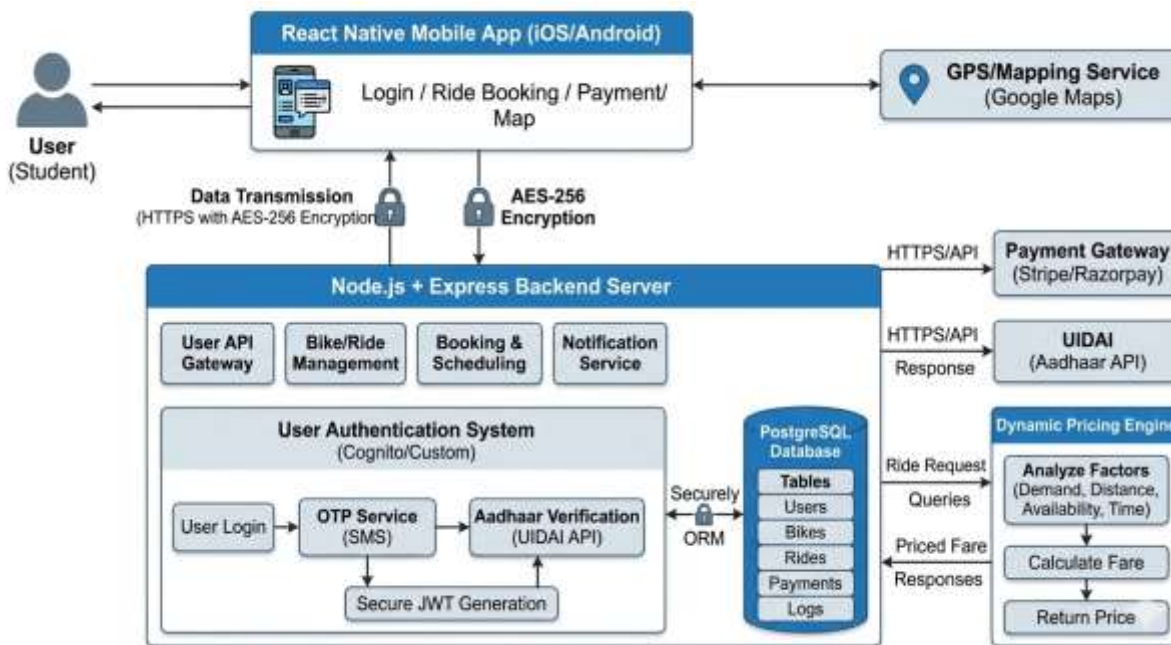 React Native Mobile App (iOS/Android)
Login / Ride Booking / Payment/
Map
User
(Student)
GPS/Mapping Service
(Google Maps)
Data Transmission
(HTTPS with AES-256 Encryption
AES-256
Encryption
Node.js + Express Backend Server
User API
Gateway
Bike/Ride
Management
Booking &
Scheduling
Notification
Service
User Authentication System
(Cognito/Custom)
User Login
OTP Service
(SMS)
Aadhaar Verification
(UIDAI API)
Secure JWT Generation
Securely
ORM
PostgreSQL
Database
Tables
Users
Bikes
Rides
Payments
Logs
HTTPS/API
Payment Gateway
(Stripe/Razorpay)
HTTPS/API
Response
UIDAI
(Aadhaar API)
Ride Request
Queries
Priced Fare
Responses
Dynamic Pricing Engine
Analyze Factors
(Demand, Distance,
Availability, Time)
Calculate Fare
Return Price